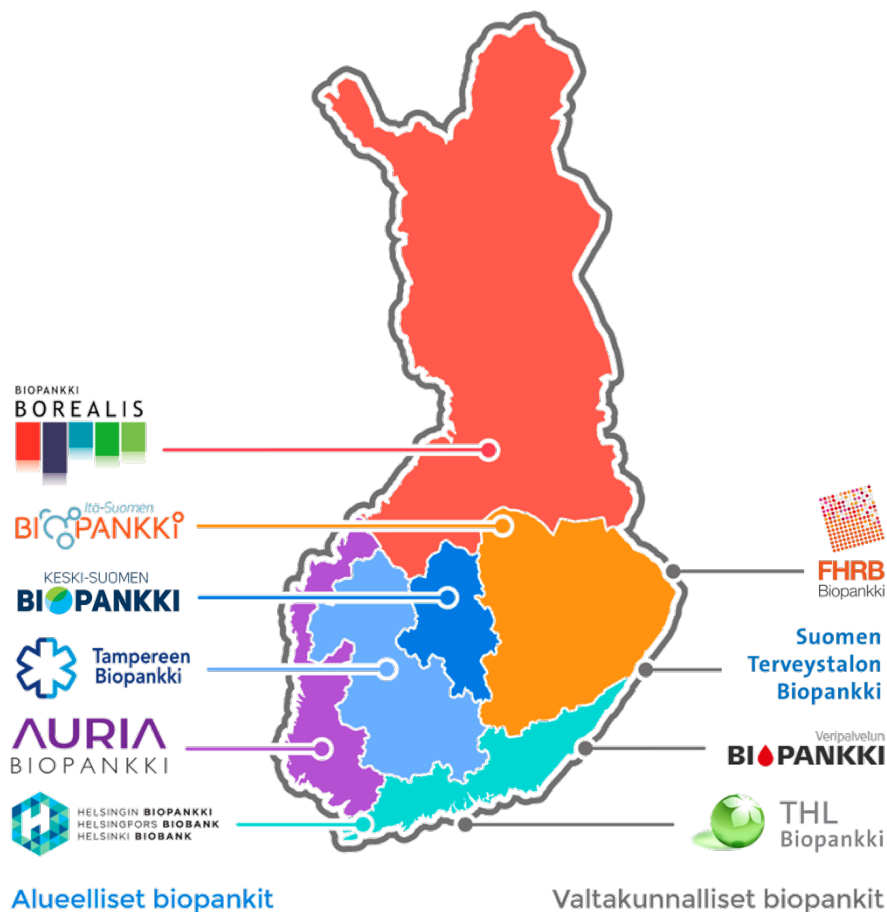 BIOPANKKI
BOREALIS
Itä-Suomen
BIOPANKKI
KESKI-SUOMEN
BIOPANKKI
Tampereen
Biopankki
AURIA
BIOPANKKI
HELSINGIN BIOPANKKI
HELSINGFORS BIOBANK
HELSINKI BIOBANK
Alueelliset biopankit
FHRB
Biopankki
Suomen
Terveystalon
Biopankki
Veripalvelun
BIOPANKKI
THL
Biopankki
Valtakunnalliset biopankit